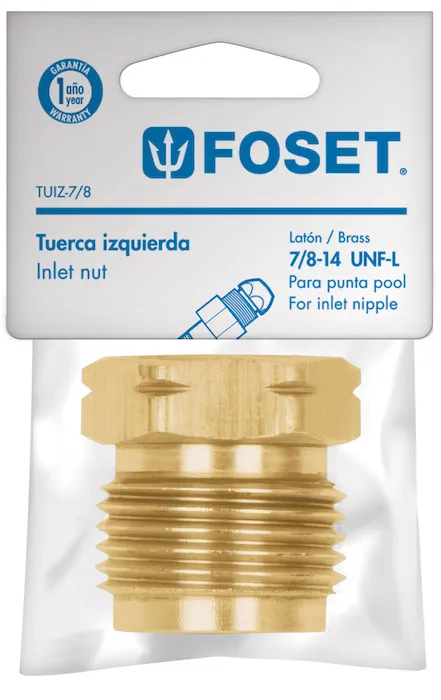 GARANTÍA
1 año
year
WARRANTY
FOSET®
TUIZ-7/8
Tuerca izquierda
Inlet nut
Latón / Brass
7/8-14 UNF-L
Para punta pool
For inlet nipple